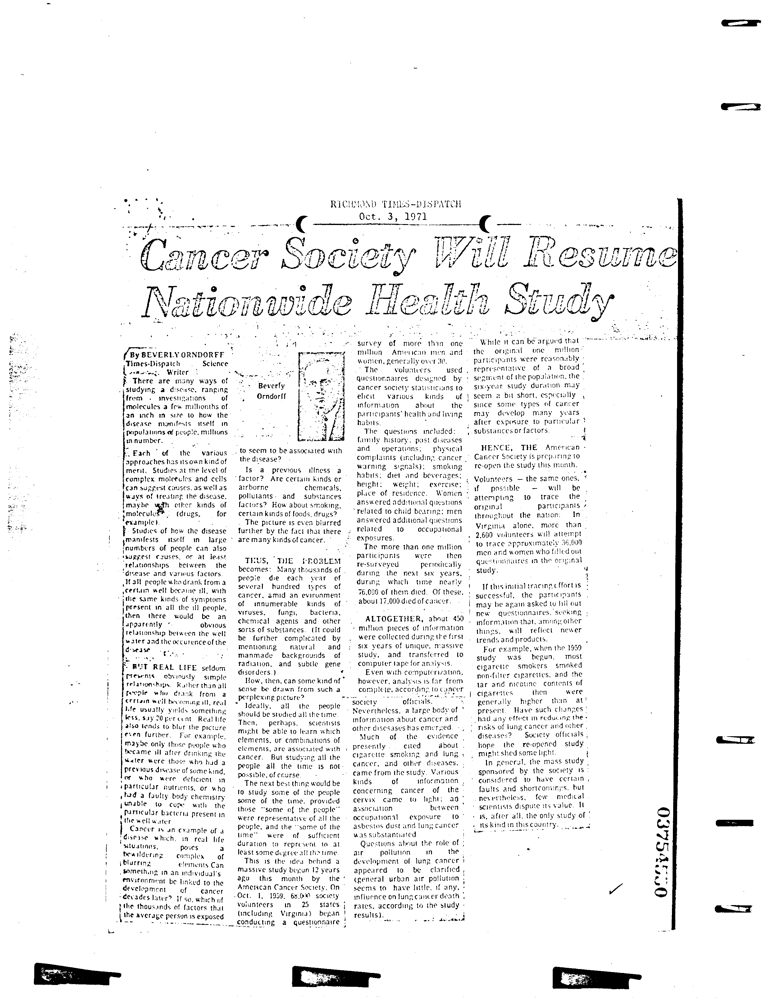 RICHMOND TIMES-DISPATCH
Oct. 3, 1971
Cancer Society Will Resume
Nationwide Health Study
By BEVERLY ORNDORFF
Times-Dispatch Science
Writer
There are many ways of
studying a disease, ranging
from investigations of
molecules a few millionths of
an inch in size to how the
disease manifests itself in
populations of people, millions
in number.
Each of the various
approaches has its own kind of
merit. Studies at the level of
complex molecules and cells
can suggest causes, as well as
ways of treating the disease,
maybe with other kinds of
molecules (drugs, for
example).
Studies of how the disease
manifests itself in large
numbers of people can also
suggest causes, or at least
relationships between the
disease and various factors.
If all people who drank from a
certain well became ill, with
the same kinds of symptoms
present in all the ill people,
then there would be an
apparently obvious
relationship between the well
water and the occurence of the
disease
BUT REAL LIFE seldom
presents obviously simple
relationships. Rather than all
people who drank from a
certain well becoming ill, real
life usually yields something
less, say 20 per cent. Real life
also tends to blur the picture
even further. For example,
maybe only those people who
became ill after drinking the
water were those who had a
previous disease of some kind,
or who were deficient in
particular nutrients, or who
had a faulty body chemistry
unable to cope with the
particular bacteria present in
the well water
Cancer is an example of a
disease which, in real life
situations, poses a
bewildering complex of
blurring elements Can
something in an individual's
environment be linked to the
development of cancer
decades later? If so, which of
the thousands of factors that
the average person is exposed
Beverly
Orndorff
to seem to be associated with
the disease?
Is a previous illness a
factor? Are certain kinds or
airborne chemicals,
pollutants and substances
factors? How about smoking,
certain kinds of foods, drugs?
The picture is even blurred
further by the fact that there
are many kinds of cancer.
THUS, THE PROBLEM
becomes: Many thousands of
people die each year of
several hundred types of
cancer, amid an evironment
of innumerable kinds of
viruses, fungi, bacteria,
chemical agents and other
sorts of substances. (It could
be further complicated by
mentioning natural and
manmade backgrounds of
radiation, and subtle gene
disorders.)
How, then, can some kind of
sense be drawn from such a
perplexing picture?
Ideally, all the people
should be studied all the time.
Then, perhaps, scientists
might be able to learn which
elements, or combinations of
elements, are associated with
cancer. But studying all the
people all the time is not
possible, of course.
The next best thing would be
to study some of the people
some of the time, provided
those "some of the people"
were representative of all the
people, and the "some of the
time" were of sufficient
duration to represent to at
least some degree all the time.
This is the idea behind a
massive study begun 12 years
ago this month by the
American Cancer Society. On
Oct. 1, 1959, 68,000 society
volunteers in 25 states
(including Virginia) began
conducting a questionnaire
survey of more than one
million American men and
women, generally over 30.
The volunteers used
questionnaires designed by
cancer society statisticians to
elicit various kinds of
information about the
participants' health and living
habits.
The questions included:
family history, past diseases
and operations; physical
complaints (including cancer
warning signals); smoking
habits; diet and beverages;
height; weight; exercise;
place of residence. Women
answered additional questions
related to child bearing; men
answered additional questions
related to occupational
exposures.
The more than one million
participants were then
re-surveyed periodically
during the next six years,
during which time nearly
76,000 of them died. Of these,
about 17,000 died of cancer.
ALTOGETHER, about 450
million pieces of information
were collected during the first
six years of unique, massive
study, and transferred to
computer tape for analysis.
Even with computerization,
however, analysis is far from
complete, according to cancer
society officials.
Nevertheless, a large body of
information about cancer and
other diseases has emerged.
Much of the evidence
presently cited about
cigarette smoking and lung
cancer, and other diseases,
came from the study. Various
kinds of information
concerning cancer of the
cervix came to light; an
association between
occupational exposure to
asbestos dust and lung cancer
was substantiated
Questions about the role of
air pollution in the
development of lung cancer
appeared to be clarified
(general urban air pollution
seems to have little, if any,
influence on lung cancer death
rates, according to the study
results).
While it can be argued that
the original one million
participants were reasonably
representative of a broad
segment of the population, the
six-year study duration may
seem a bit short, especially
since some types of cancer
may develop many years
after exposure to particular
substances or factors.
HENCE, THE American
Cancer Society is preparing to
re-open the study this month.
Volunteers — the same ones,
if possible — will be
attempting to trace the
original participants
throughout the nation. In
Virginia alone, more than
2,600 volunteers will attempt
to trace approximately 36,000
men and women who filled out
questionnaires in the original
study.
If this initial tracing effort is
successful, the participants
may be again asked to fill out
new questionnaires, seeking
information that, among other
things, will reflect newer
trends and products.
For example, when the 1959
study was begun, most
cigarette smokers smoked
non-filter cigarettes, and the
tar and nicotine contents of
cigarettes then were
generally higher than at
present. Have such changes
had any effect in reducing the
risks of lung cancer and other
diseases? Society officials
hope the re-opened study
might shed some light.
In general, the mass study
sponsored by the society is
considered to have certain
faults and shortcomings, but
nevertheless, few medical
scientists dispute its value. It
is, after all, the only study of
its kind in this country.